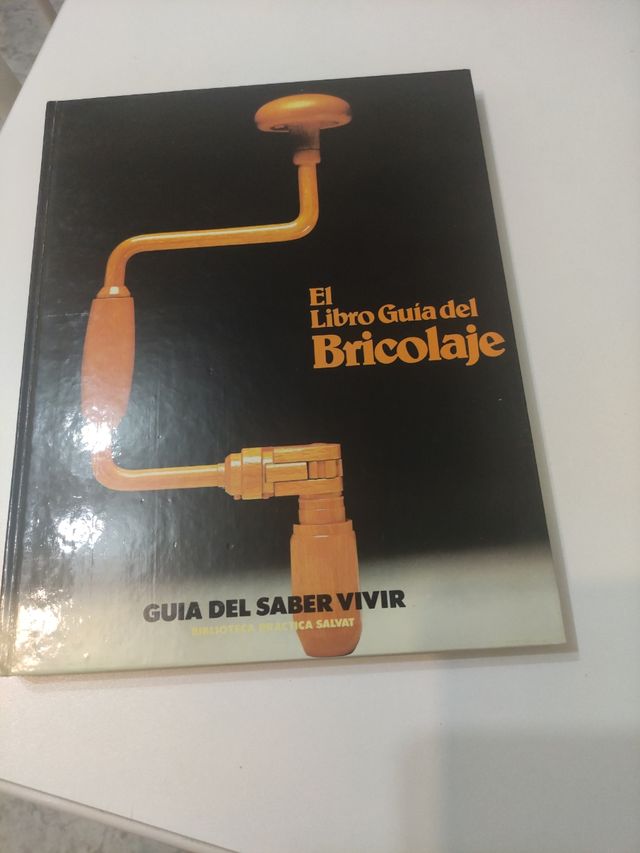 El
Libro Guía del
Bricolaje
GUIA DEL SABER VIVIR
BIBLIOTECA PRACTICA SALVAT